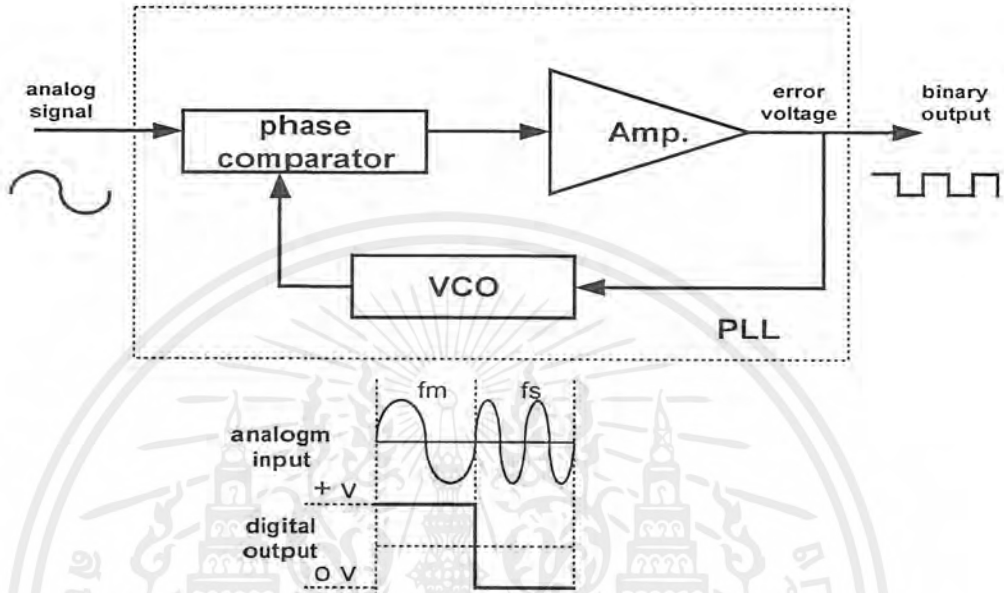 analog
signal
phase
comparator
Amp.
error
voltage
binary
output
VCO
PLL
fm
fs
analogm
input
+ V
digital
output
0 V